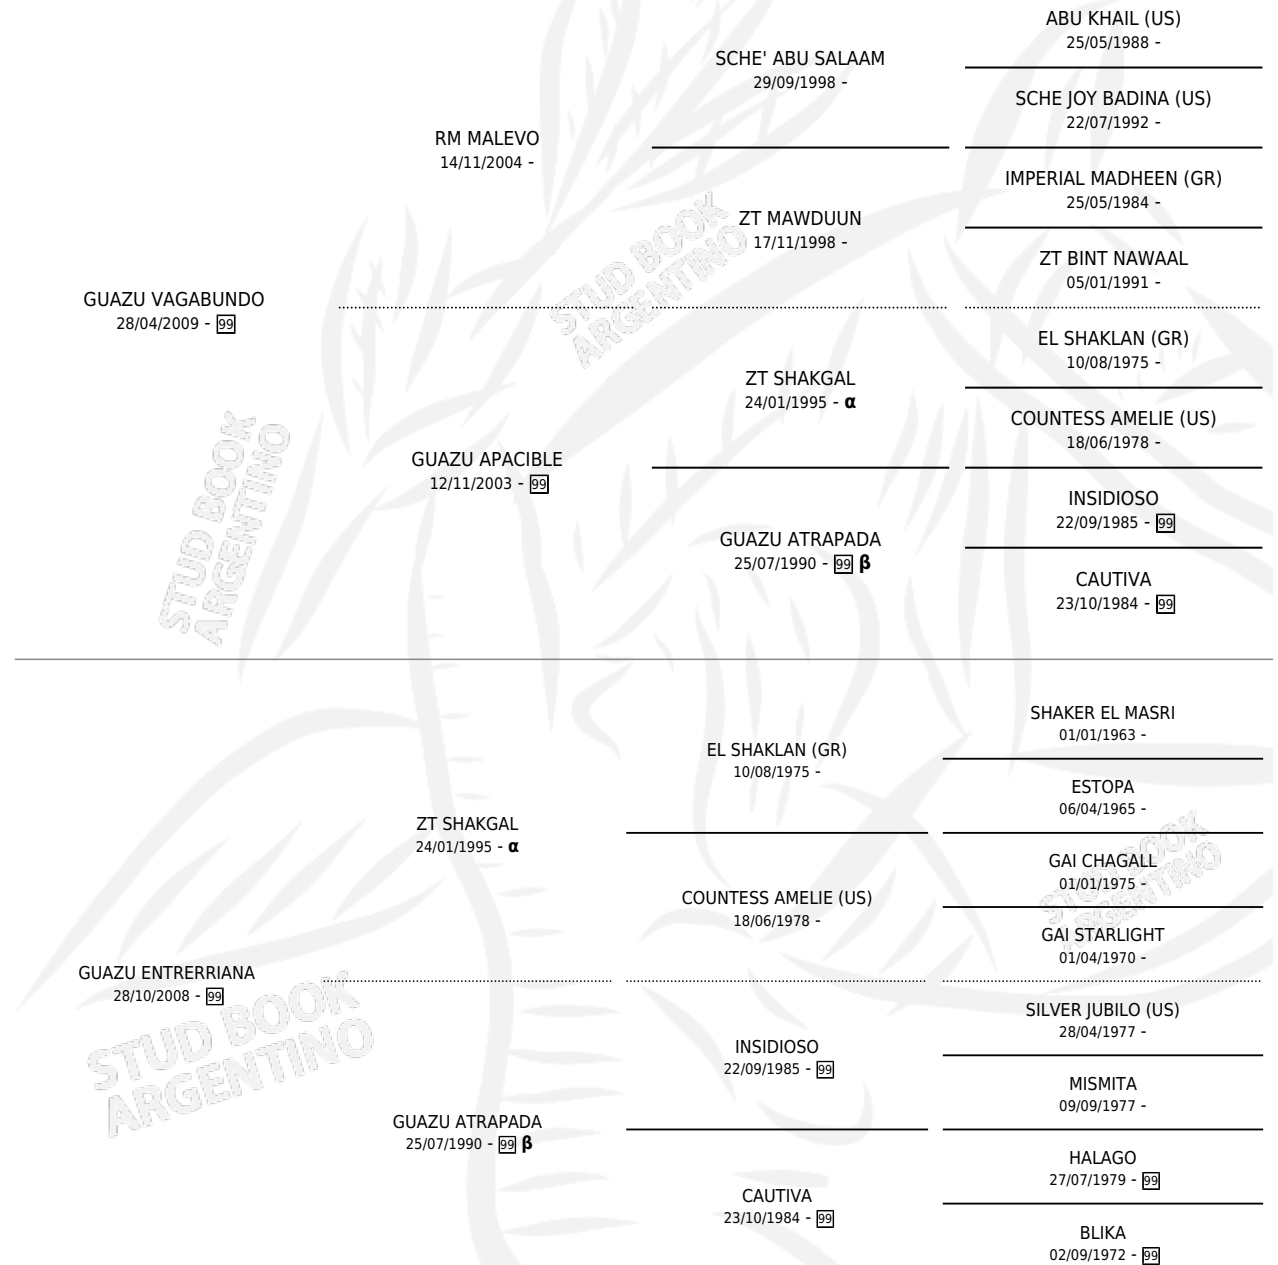 ABU KHAIL (US)
25/05/1988 -
SCHE' ABU SALAAM
29/09/1998 -
SCHE JOY BADINA (US)
22/07/1992 -
RM MALEVO
14/11/2004 -
IMPERIAL MADHEEN (GR)
25/05/1984 -
ZT MAWDUUN
17/11/1998 -
ZT BINT NAWAAL
05/01/1991 -
GUAZU VAGABUNDO
28/04/2009 - 99
STUD BOOK
ARGENTINO
EL SHAKLAN (GR)
10/08/1975 -
ZT SHAKGAL
24/01/1995 - α
COUNTESS AMELIE (US)
18/06/1978 -
GUAZU APACIBLE
12/11/2003 - 99
INSIDIOSO
22/09/1985 - 99
GUAZU ATRAPADA
25/07/1990 - 99 β
CAUTIVA
23/10/1984 - 99
STUD BOOK
ARGENTINO
SHAKER EL MASRI
01/01/1963 -
EL SHAKLAN (GR)
10/08/1975 -
ESTOPA
06/04/1965 -
ZT SHAKGAL
24/01/1995 - α
GAI CHAGALL
01/01/1975 -
COUNTESS AMELIE (US)
18/06/1978 -
GAI STARLIGHT
01/04/1970 -
STUD BOOK
ARGENTINO
GUAZU ENTRERRIANA
28/10/2008 - 99
STUD BOOK
ARGENTINO
SILVER JUBILO (US)
28/04/1977 -
INSIDIOSO
22/09/1985 - 99
MISMITA
09/09/1977 -
GUAZU ATRAPADA
25/07/1990 - 99 β
HALAGO
27/07/1979 - 99
CAUTIVA
23/10/1984 - 99
BLIKA
02/09/1972 - 99